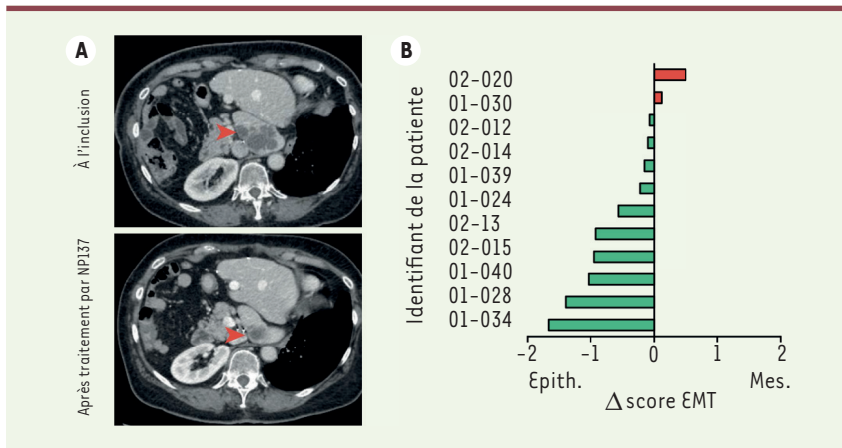 A
À l'inclusion
Après traitement par NP137
B
Identifiant de la patiente
02-020
01-030
02-012
02-014
01-039
01-024
02-13
02-015
01-040
01-028
01-034
-2 -1 0 1 2
Epith. Mes.
Δ score EMT